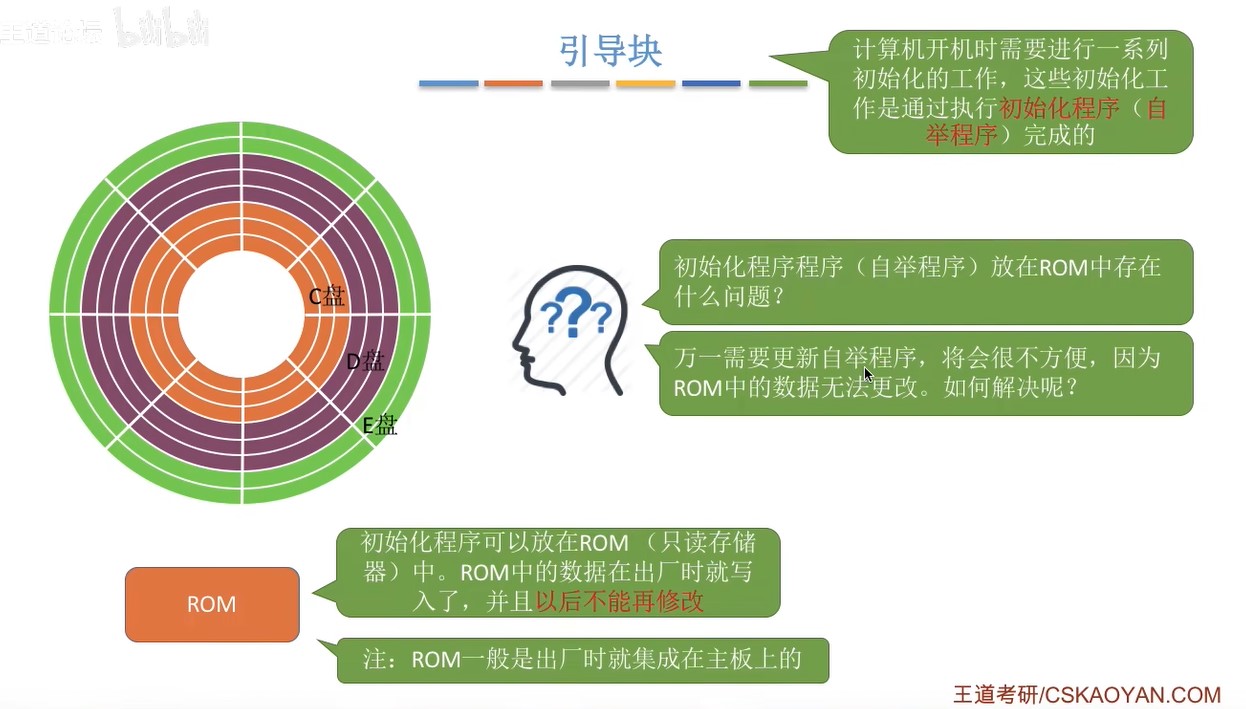 王道论坛 bilibili
引导块
计算机开机时需要进行一系列
初始化的工作，这些初始化工
作是通过执行初始化程序（自
举程序）完成的
C盘
D盘
E盘
???
初始化程序程序（自举程序）放在ROM中存在
什么问题？
万一需要更新自举程序，将会很不方便，因为
ROM中的数据无法更改。如何解决呢？
初始化程序可以放在ROM （只读存储
器）中。ROM中的数据在出厂时就写
入了，并且以后不能再修改
ROM
注：ROM一般是出厂时就集成在主板上的
王道考研/CSKAOYAN.COM